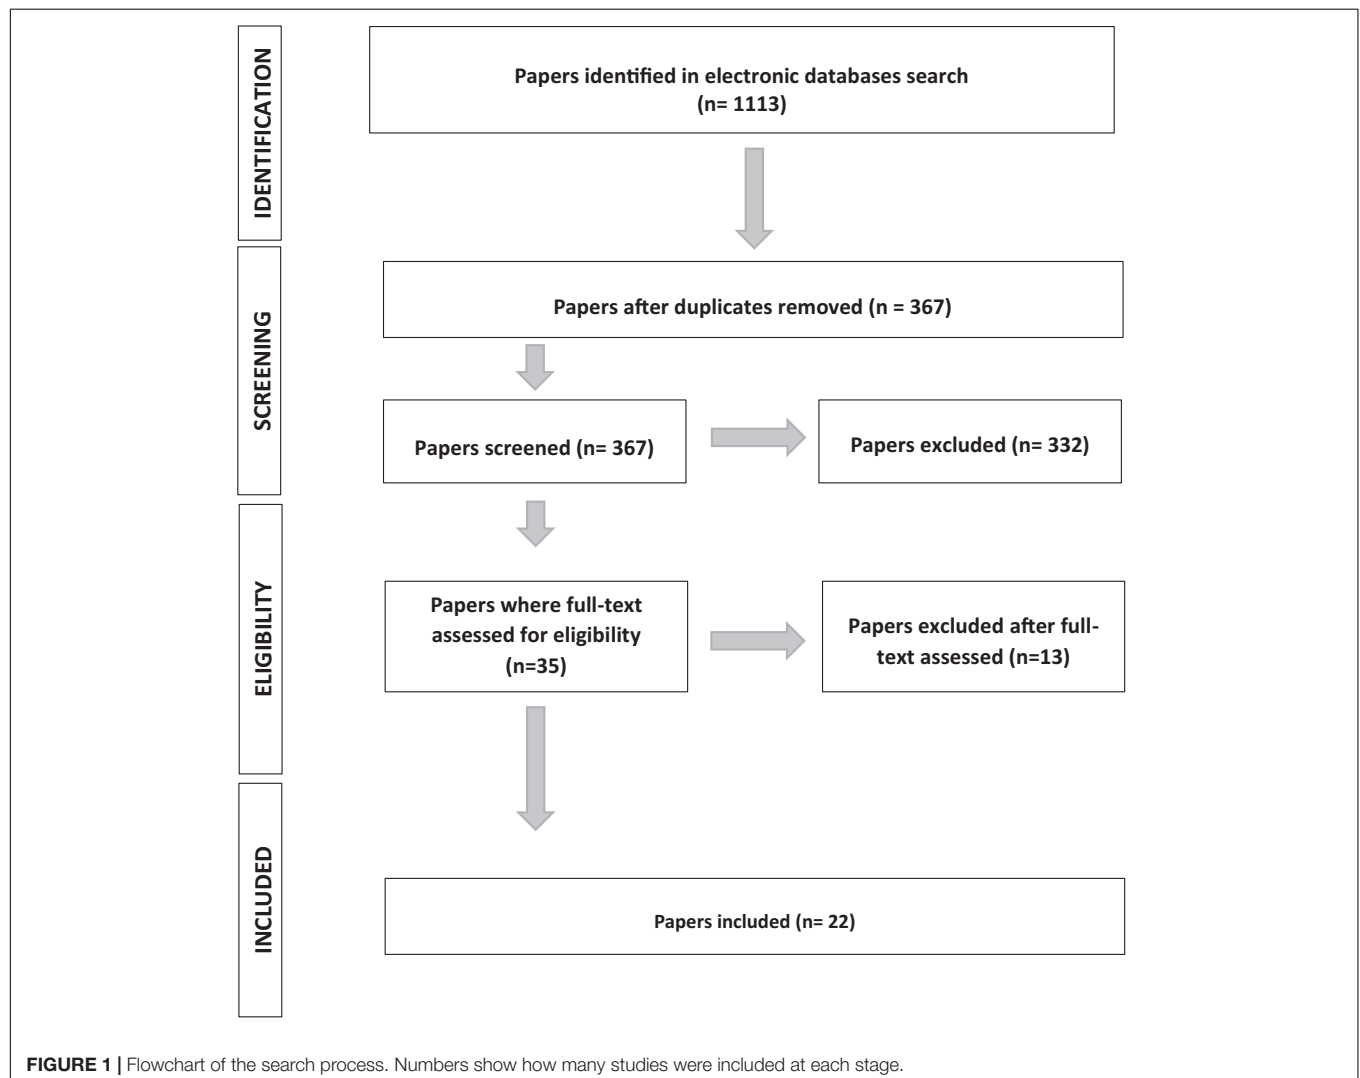 IDENTIFICATION
Papers identified in electronic databases search
(n= 1113)
SCREENING
Papers after duplicates removed (n = 367)
Papers screened (n= 367)
Papers excluded (n= 332)
ELIGIBILITY
Papers where full-text
assessed for eligibility
(n=35)
Papers excluded after full-
text assessed (n=13)
INCLUDED
Papers included (n= 22)
FIGURE 1 | Flowchart of the search process. Numbers show how many studies were included at each stage.